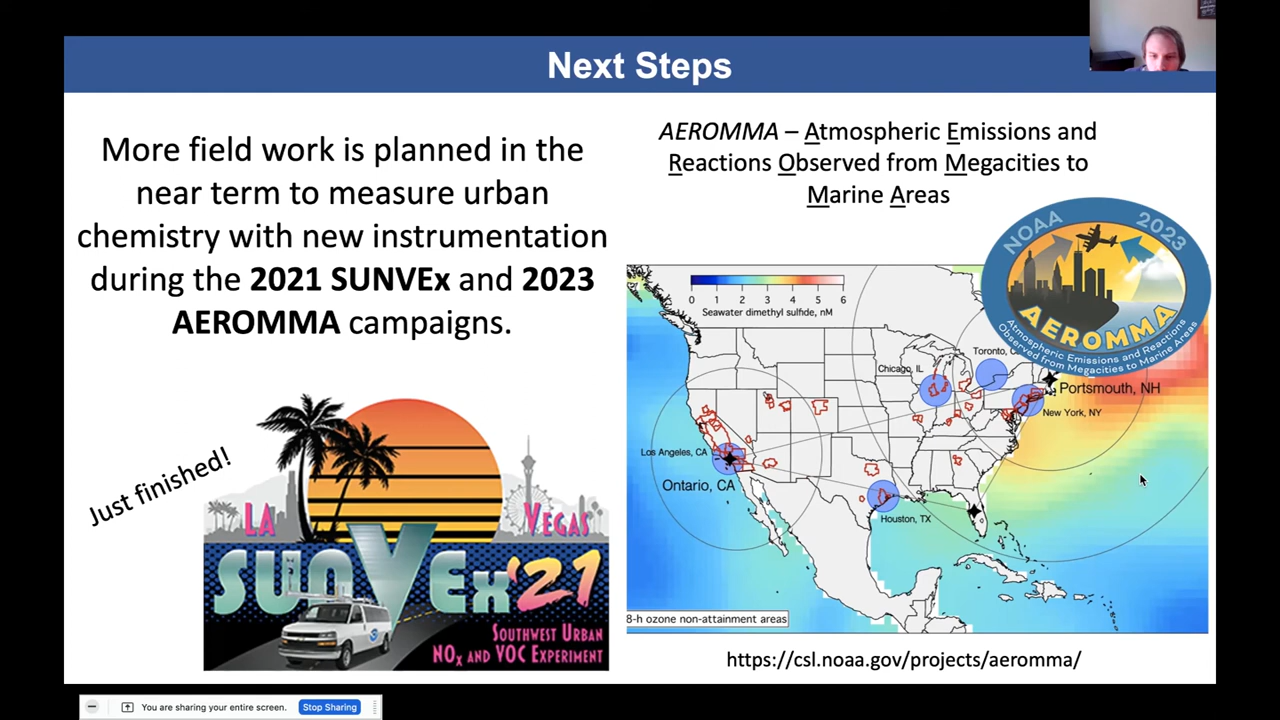 Next Steps
More field work is planned in the
near term to measure urban
chemistry with new instrumentation
during the 2021 SUNVEx and 2023
AEROMMA campaigns.
AEROMMA – Atmospheric Emissions and
Reactions Observed from Megacities to
Marine Areas
NOAA 2023
AEROMMA
Atmospheric Emissions and Reactions
Observed from Megacities to Marine Areas
0 1 2 3 4 5 6
Seawater dimethyl sulfide, nM
Toronto, C
Chicago, IL
Portsmouth, NH
New York, NY
Los Angeles, CA
Ontario, CA
Houston, TX
8-h ozone non-attainment areas
https://csl.noaa.gov/projects/aeromma/
Just finished!
LA VEGAS
SUNVEx'21
SOUTHWEST URBAN
NOx AND VOC EXPERIMENT
You are sharing your entire screen. Stop Sharing